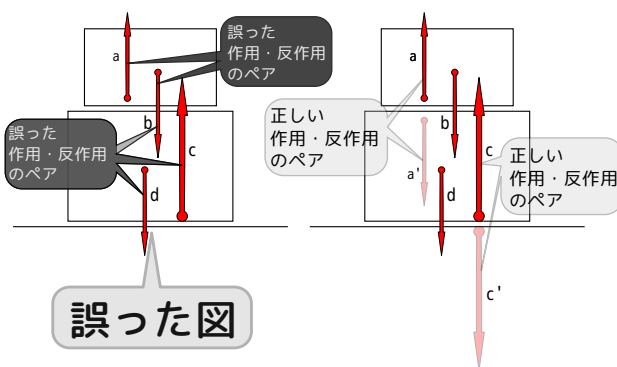 a
誤った
作用・反作用
のペア
b
誤った
作用・反作用
のペア
c
d
誤った図
a
正しい
作用・反作用
のペア
b
c
正しい
作用・反作用
のペア
a'
d
c'